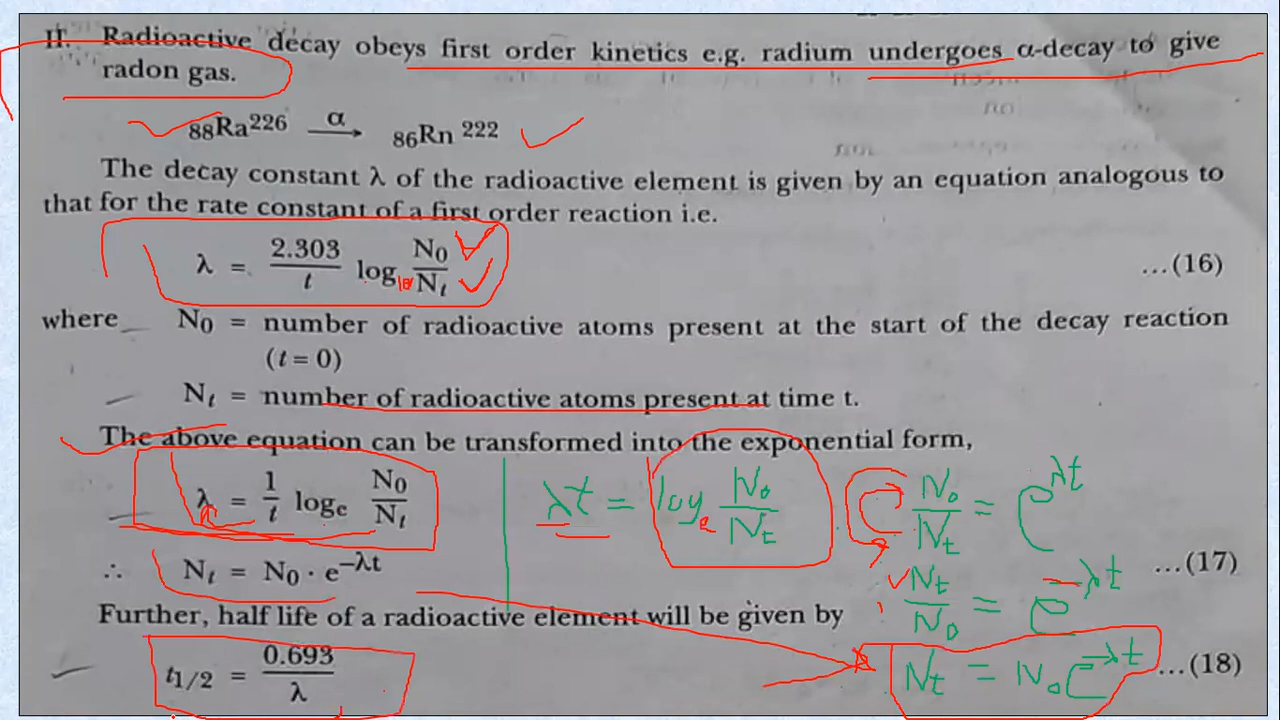 II. Radioactive decay obeys first order kinetics e.g. radium undergoes α-decay to give
radon gas.
₈₈Ra²²⁶ —α→ ₈₆Rn ²²²
The decay constant λ of the radioactive element is given by an equation analogous to
that for the rate constant of a first order reaction i.e.
λ = 2.303/t log₁₀ N₀/Nₜ ...(16)
where N₀ = number of radioactive atoms present at the start of the decay reaction
(t = 0)
Nₜ = number of radioactive atoms present at time t.
The above equation can be transformed into the exponential form,
λ = 1/t logₑ N₀/Nₜ
λt = logₑ N₀/Nₜ
N₀/Nₜ = e^λt
∴ Nₜ = N₀ · e^−λt ...(17)
Nₜ/N₀ = e^−λt
Further, half life of a radioactive element will be given by
t₁/₂ = 0.693/λ ...(18)
Nₜ = N₀e^−λt